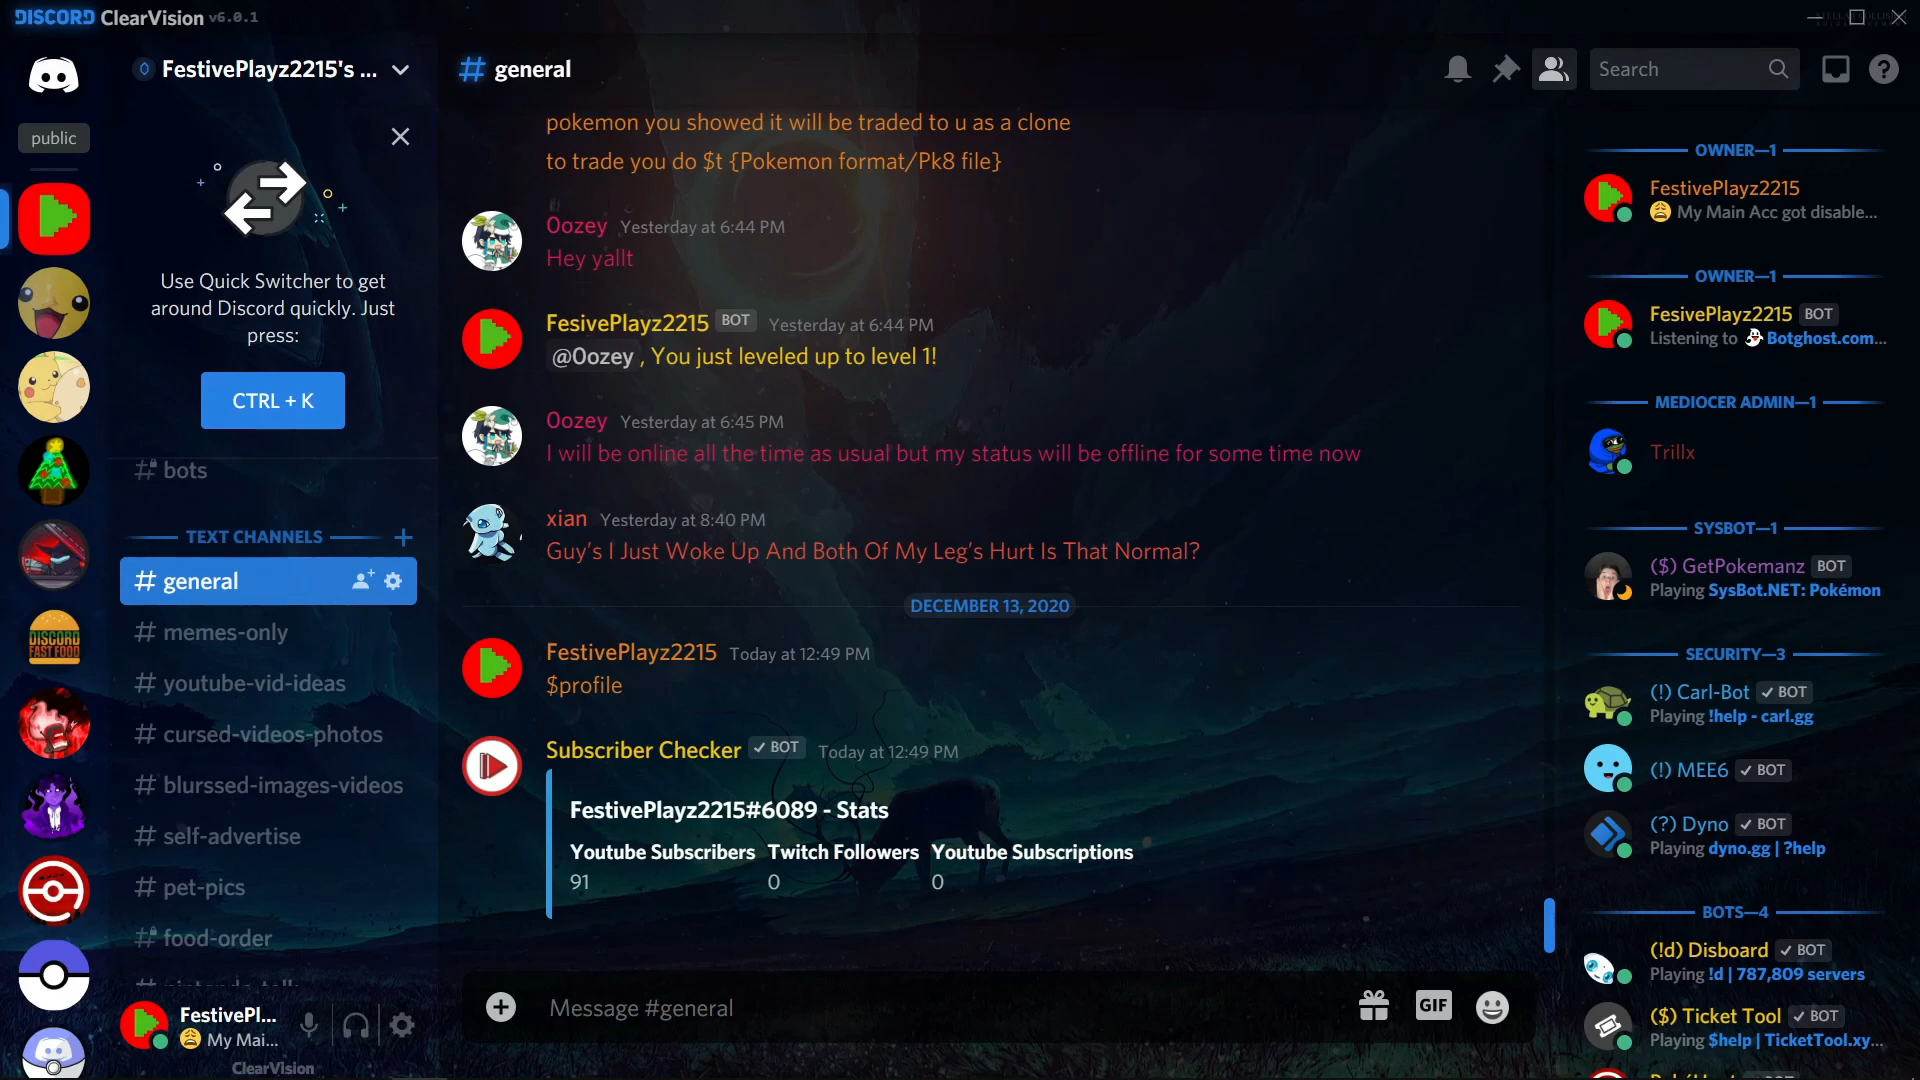 DISCORD ClearVision v6.0.1
public
FestivePlayz2215's ...
Use Quick Switcher to get
around Discord quickly. Just
press:
CTRL + K
bots
TEXT CHANNELS
general
memes-only
youtube-vid-ideas
cursed-videos-photos
blurssed-images-videos
self-advertise
pet-pics
food-order
DISCORD
FAST FOOD
FestivePl...
My Mai...
ClearVision
# general
Search
pokemon you showed it will be traded to u as a clone
to trade you do $t {Pokemon format/Pk8 file}
Oozey Yesterday at 6:44 PM
Hey yallt
FesivePlayz2215 BOT Yesterday at 6:44 PM
@Oozey , You just leveled up to level 1!
Oozey Yesterday at 6:45 PM
I will be online all the time as usual but my status will be offline for some time now
xian Yesterday at 8:40 PM
Guy's I Just Woke Up And Both Of My Leg's Hurt Is That Normal?
DECEMBER 13, 2020
FestivePlayz2215 Today at 12:49 PM
$profile
Subscriber Checker ✓ BOT Today at 12:49 PM
FestivePlayz2215#6089 - Stats
Youtube Subscribers Twitch Followers Youtube Subscriptions
91 0 0
Message #general
GIF
OWNER—1
FestivePlayz2215
My Main Acc got disable...
OWNER—1
FesivePlayz2215 BOT
Listening to Botghost.com...
MEDIOCER ADMIN—1
Trillx
SYSBOT—1
($) GetPokemanz BOT
Playing SysBot.NET: Pokémon
SECURITY—3
(!) Carl-Bot ✓ BOT
Playing !help - carl.gg
(!) MEE6 ✓ BOT
(?) Dyno ✓ BOT
Playing dyno.gg | ?help
BOTS—4
(!d) Disboard ✓ BOT
Playing !d | 787,809 servers
($) Ticket Tool ✓ BOT
Playing $help | TicketTool.xy...